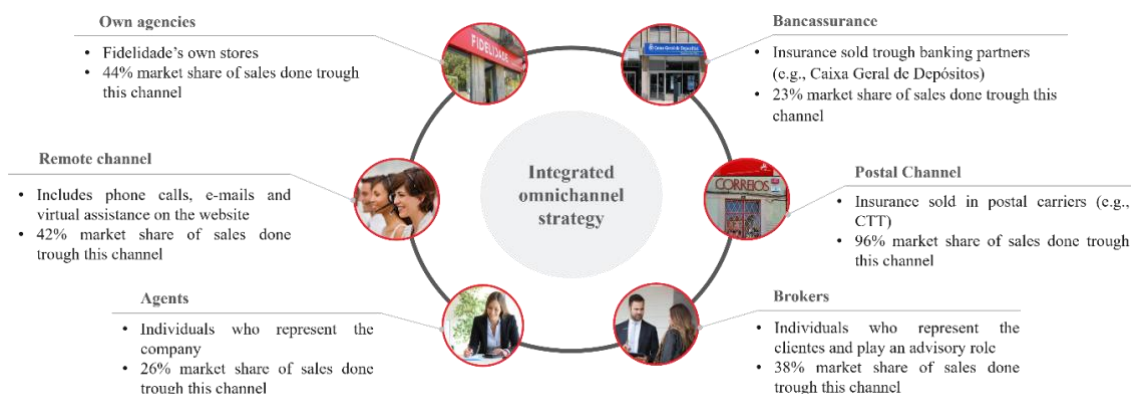 Own agencies
• Fidelidade's own stores
• 44% market share of sales done trough
this channel
FIDELIDADE
Bancassurance
• Insurance sold trough banking partners
(e.g., Caixa Geral de Depósitos)
• 23% market share of sales done trough this
channel
Caixa Geral de Depositos
Remote channel
• Includes phone calls, e-mails and
virtual assistance on the website
• 42% market share of sales done
trough this channel
Integrated
omnichannel
strategy
CORREIOS
Postal Channel
• Insurance sold in postal carriers (e.g.,
CTT)
• 96% market share of sales done trough
this channel
Agents
• Individuals who represent the
company
• 26% market share of sales done
trough this channel
Brokers
• Individuals who represent the
clientes and play an advisory role
• 38% market share of sales done
trough this channel